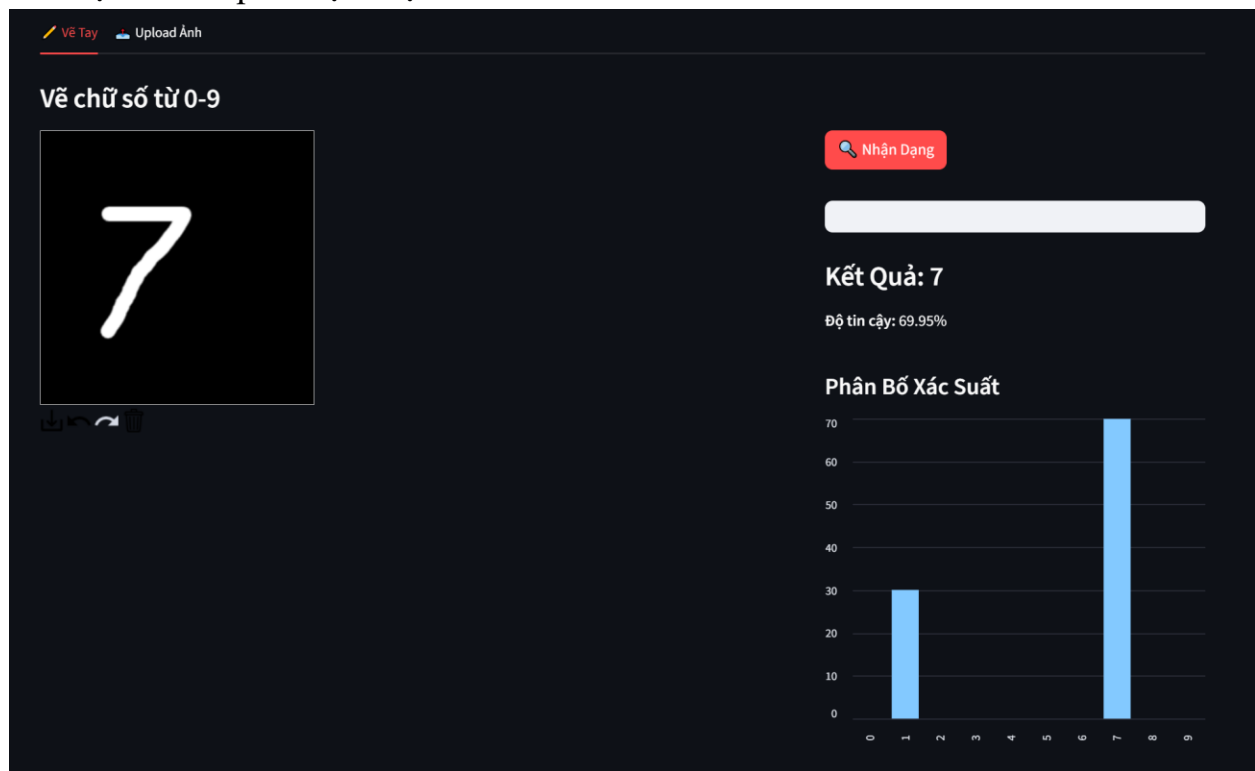 Vẽ Tay Upload Ảnh
Vẽ chữ số từ 0-9
7
Nhận Dạng
Kết Quả: 7
Độ tin cậy: 69.95%
Phân Bố Xác Suất
70
60
50
40
30
20
10
0
0 1 2 3 4 5 6 7 8 9